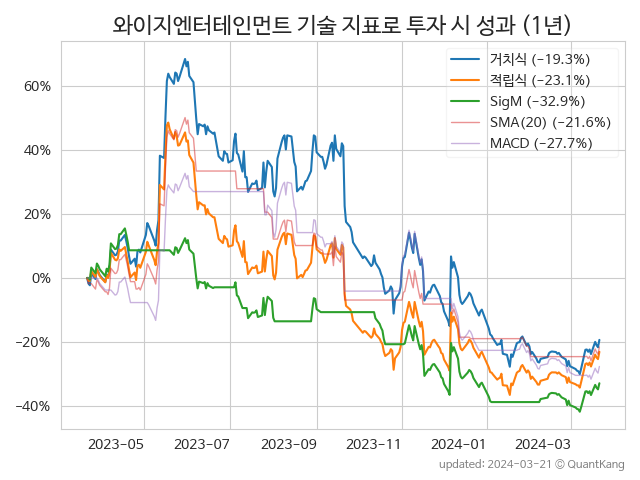 와이지엔터테인먼트 기술 지표로 투자 시 성과 (1년)
거치식 (−19.3%)
적립식 (−23.1%)
SigM (−32.9%)
SMA(20) (−21.6%)
MACD (−27.7%)
60%
40%
20%
0%
−20%
−40%
2023-05 2023-07 2023-09 2023-11 2024-01 2024-03
updated: 2024-03-21 © QuantKang